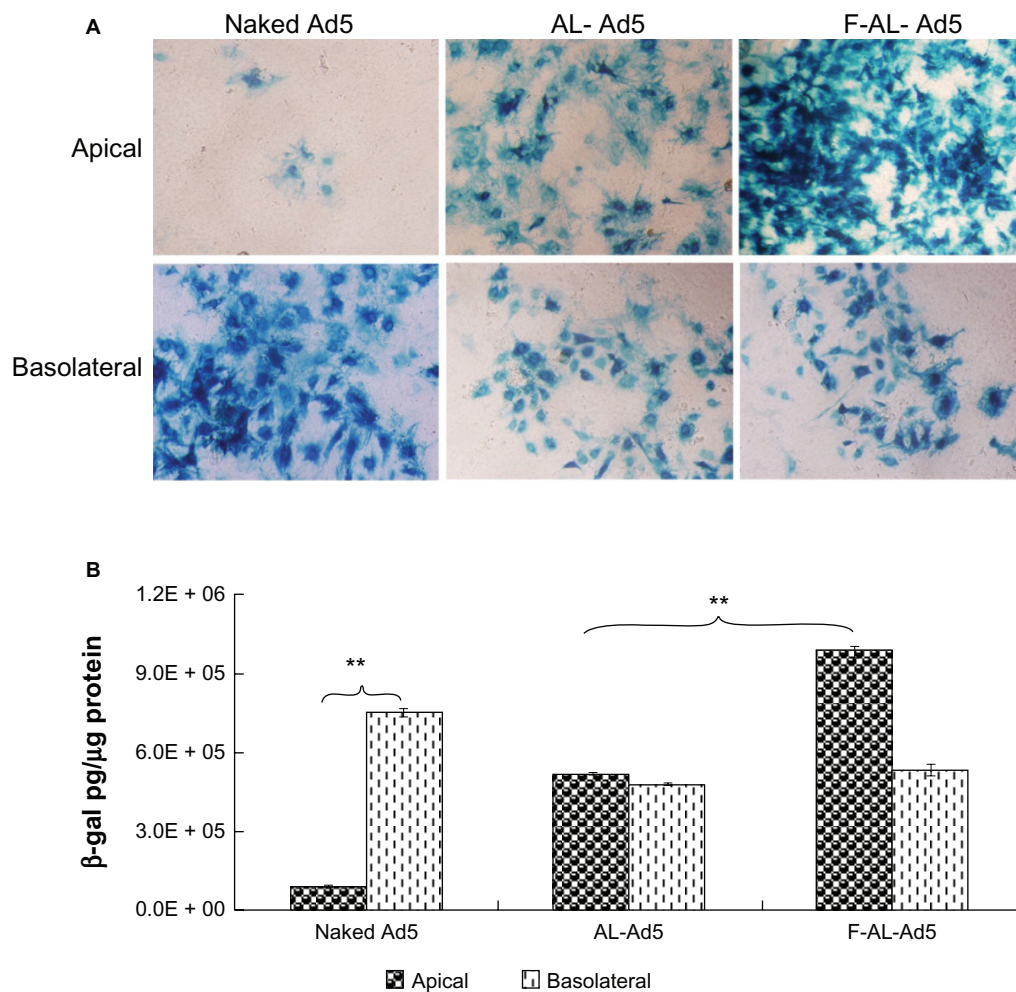 A
Naked Ad5
AL- Ad5
F-AL- Ad5
Apical
Basolateral
B
1.2E + 06
9.0E + 05
6.0E + 05
3.0E + 05
0.0E + 00
β-gal pg/μg protein
**
**
Naked Ad5
AL-Ad5
F-AL-Ad5
Apical
Basolateral